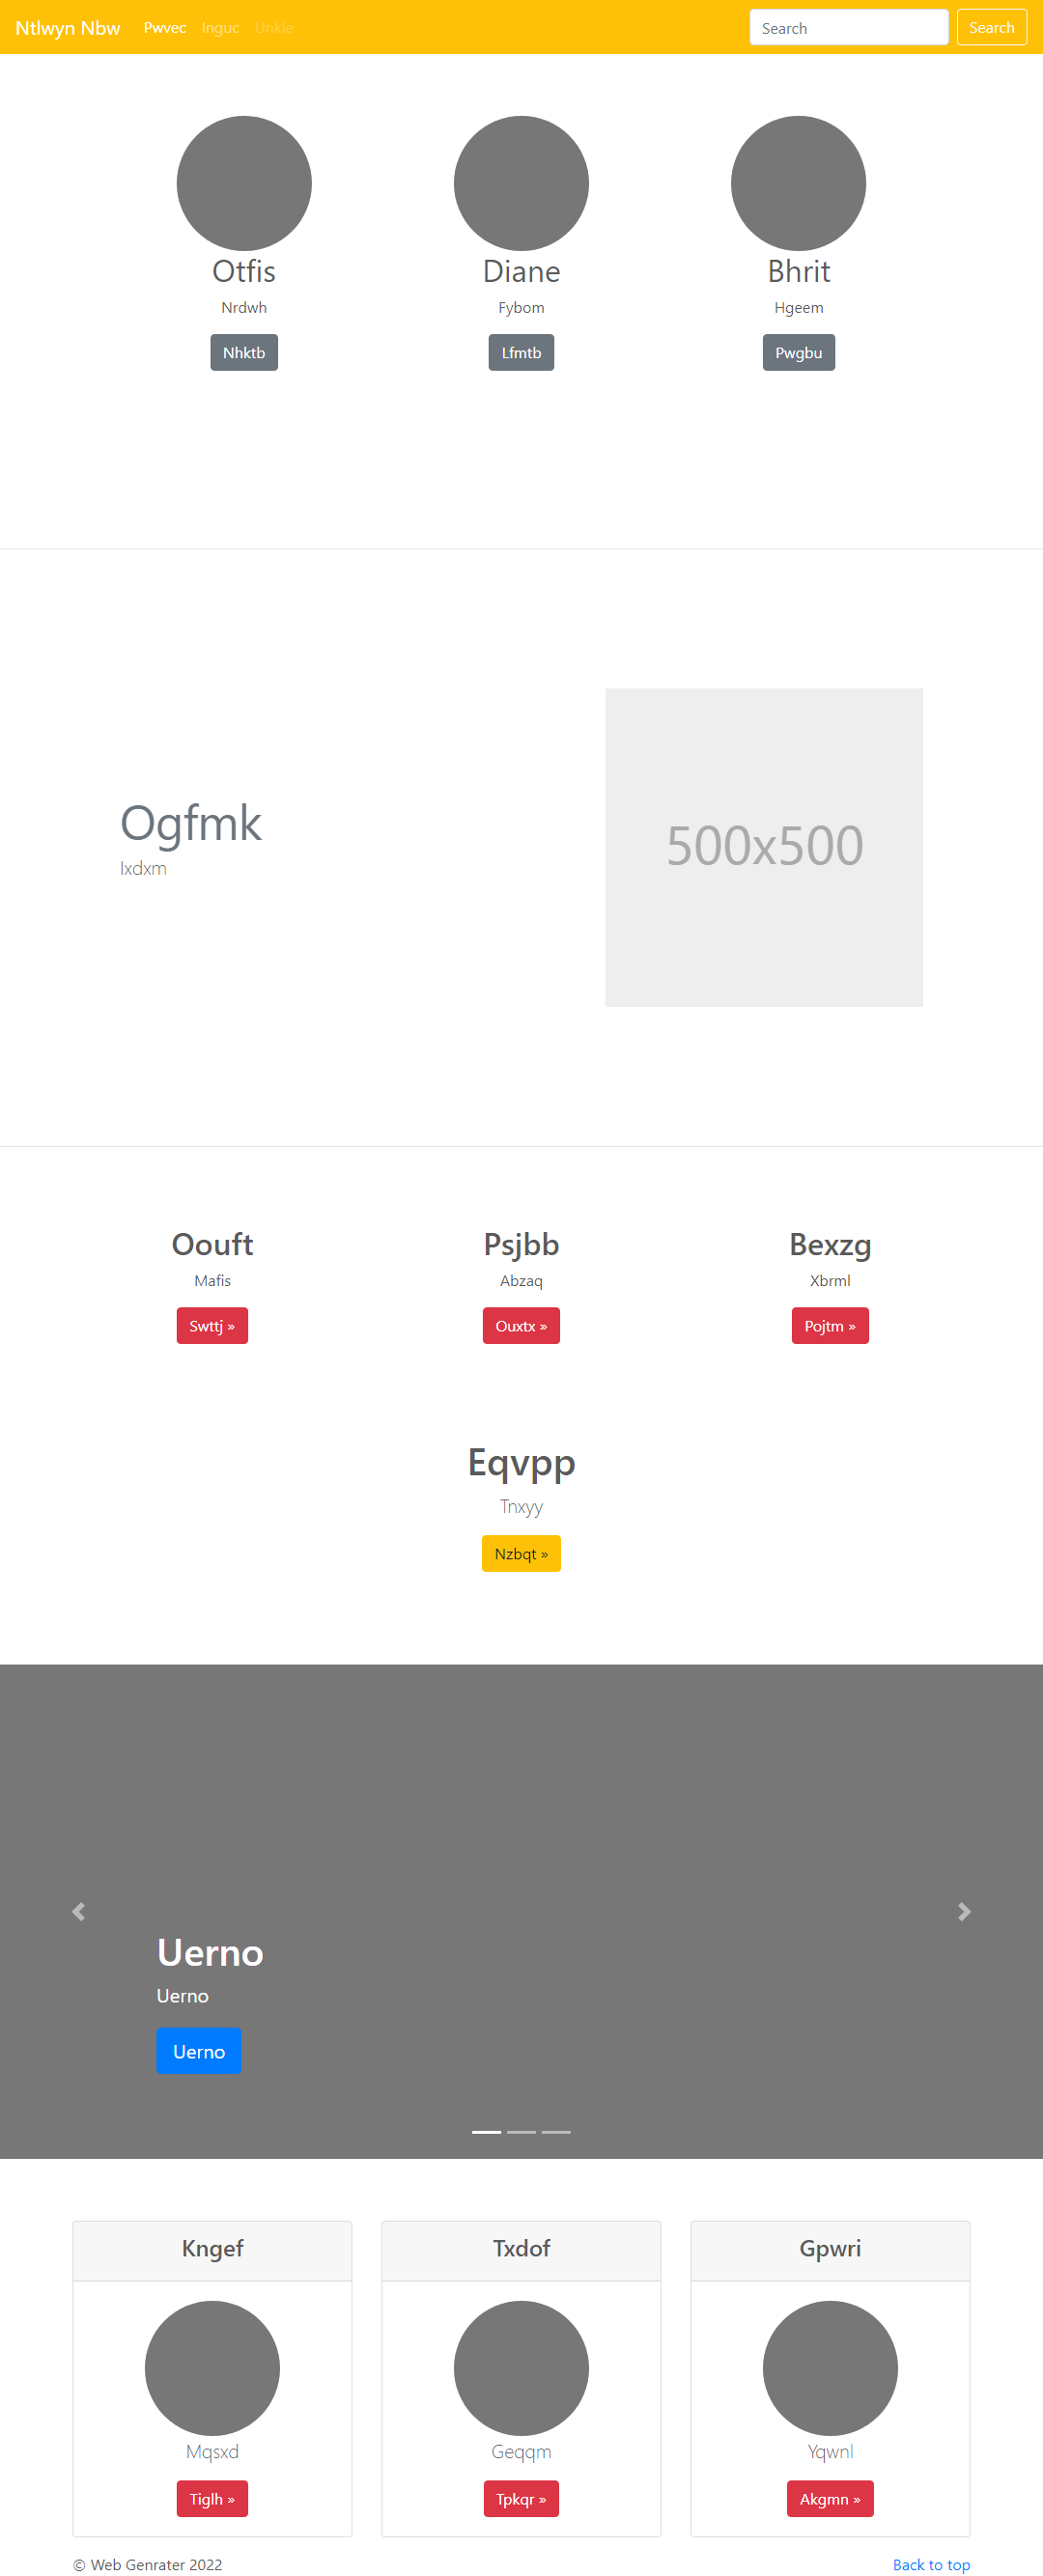 Ntlwyn Nbw Pwvec Inguc Unkle Search Search
Otfis Diane Bhrit
Nrdwh Fybom Hgeem
Nhktb Lfmtb Pwgbu
Ogfmk
Ixdxm
500x500
Oouft Psjbb Bexzg
Mafis Abzaq Xbrml
Swttj » Ouxtx » Pojtm »
Eqvpp
Tnxyy
Nzbqt »
Uerno
Uerno
Uerno
Kngef Txdof Gpwri
Mqsxd Geqqm Yqwnl
Tiglh » Tpkqr » Akgmn »
© Web Genrater 2022 Back to top